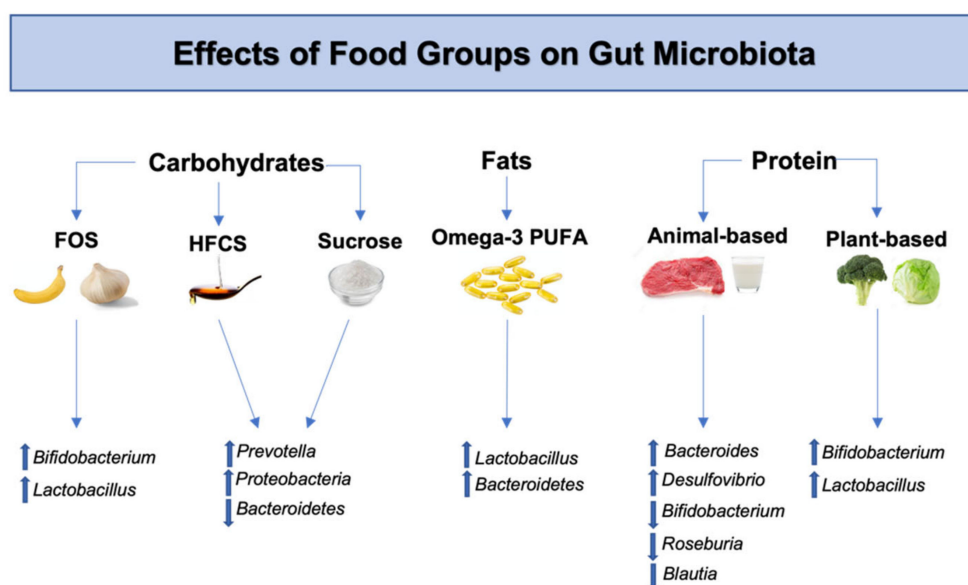 Effects of Food Groups on Gut Microbiota
Carbohydrates
Fats
Protein
FOS
HFCS
Sucrose
Omega-3 PUFA
Animal-based
Plant-based
Bifidobacterium
Lactobacillus
Prevotella
Proteobacteria
Bacteroidetes
Lactobacillus
Bacteroidetes
Bacteroides
Desulfovibrio
Bifidobacterium
Roseburia
Blautia
Bifidobacterium
Lactobacillus